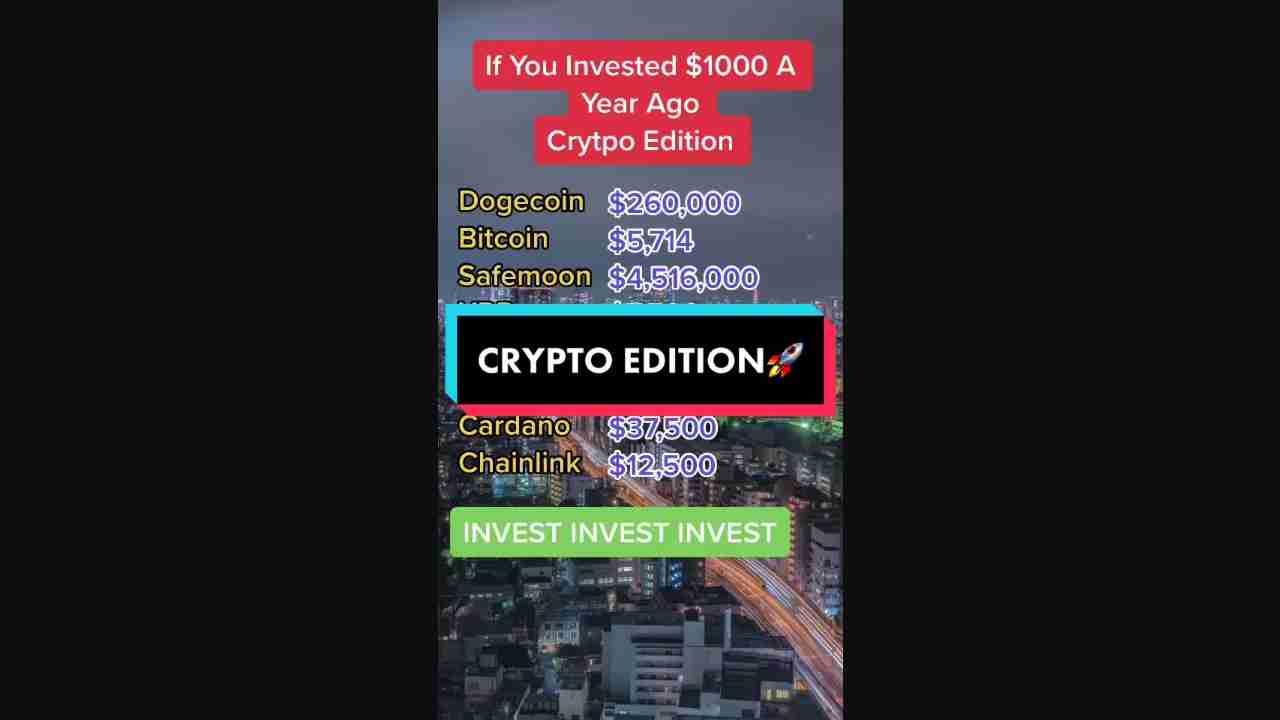 If You Invested $1000 A
Year Ago
Crytpo Edition
Dogecoin $260,000
Bitcoin $5,714
Safemoon $4,516,000
CRYPTO EDITION🚀
Cardano $37,500
Chainlink $12,500
INVEST INVEST INVEST